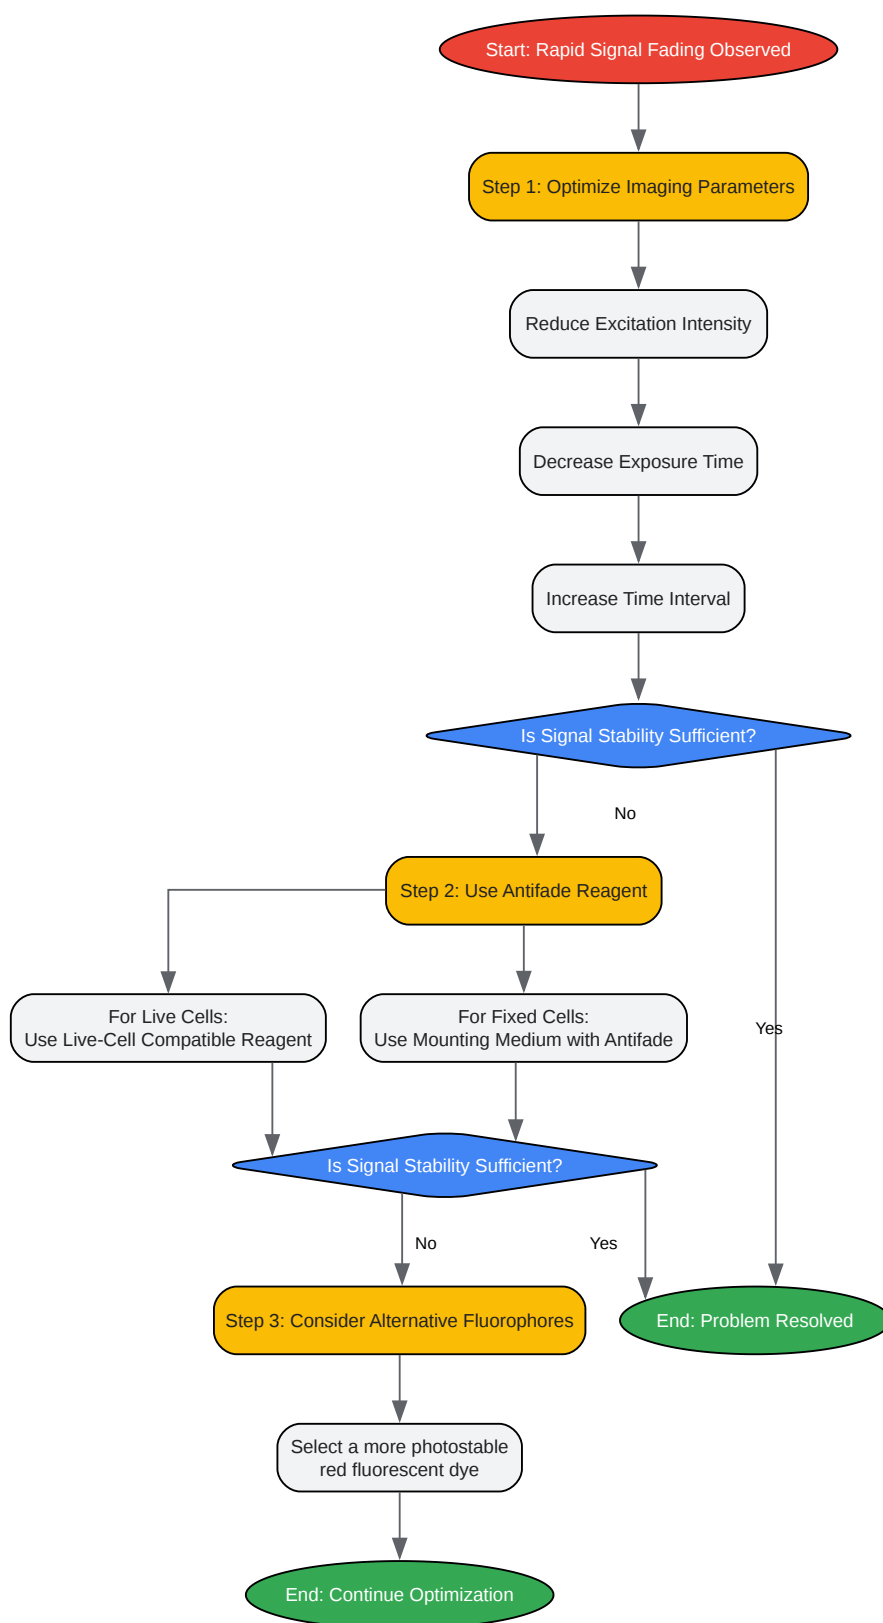 Start: Rapid Signal Fading Observed
Step 1: Optimize Imaging Parameters
Reduce Excitation Intensity
Decrease Exposure Time
Increase Time Interval
Is Signal Stability Sufficient?
No
Step 2: Use Antifade Reagent
For Live Cells:
Use Live-Cell Compatible Reagent
For Fixed Cells:
Use Mounting Medium with Antifade
Yes
Is Signal Stability Sufficient?
No
Yes
Step 3: Consider Alternative Fluorophores
End: Problem Resolved
Select a more photostable
red fluorescent dye
End: Continue Optimization